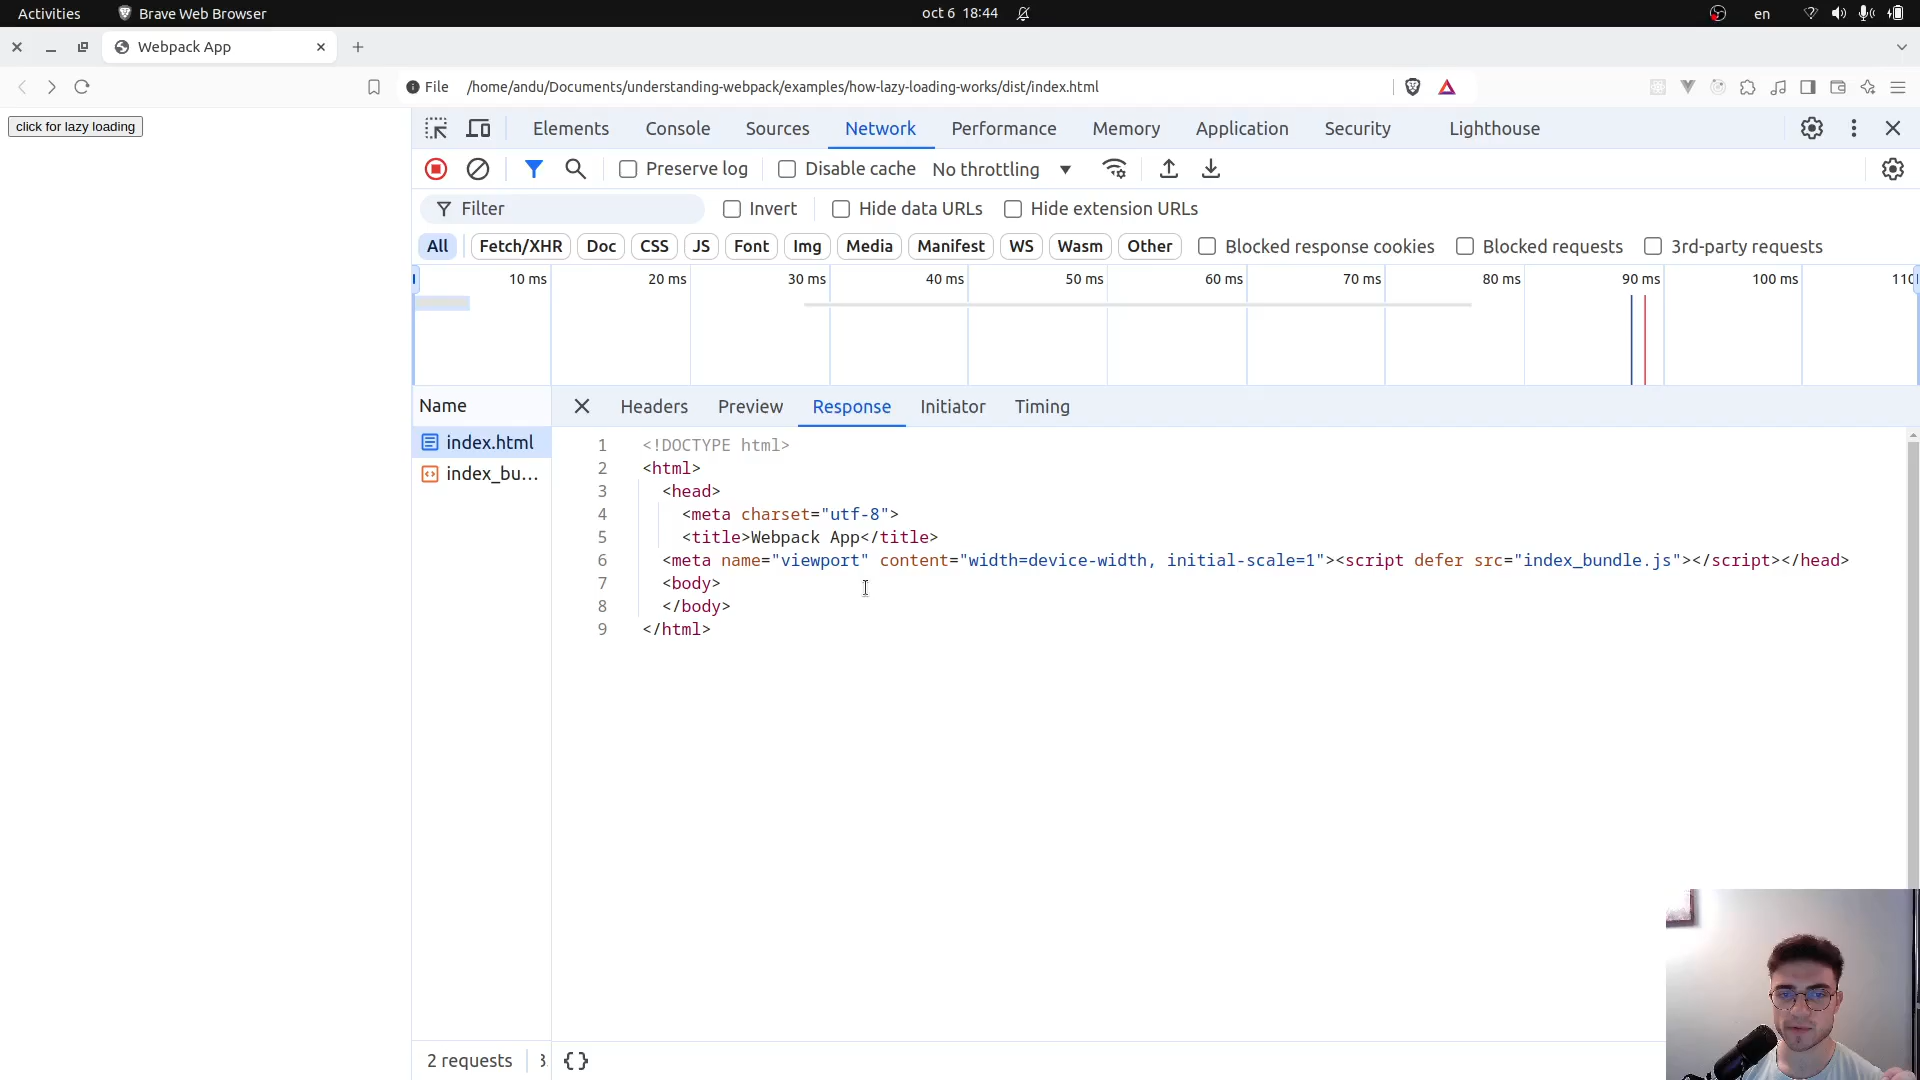 Activities Brave Web Browser oct 6 18:44 en
Webpack App
File /home/andu/Documents/understanding-webpack/examples/how-lazy-loading-works/dist/index.html
click for lazy loading
Elements Console Sources Network Performance Memory Application Security Lighthouse
Preserve log Disable cache No throttling
Filter Invert Hide data URLs Hide extension URLs
All Fetch/XHR Doc CSS JS Font Img Media Manifest WS Wasm Other Blocked response cookies Blocked requests 3rd-party requests
10 ms 20 ms 30 ms 40 ms 50 ms 60 ms 70 ms 80 ms 90 ms 100 ms 110
Name Headers Preview Response Initiator Timing
index.html
index_bu...
1 <!DOCTYPE html>
2 <html>
3 <head>
4 <meta charset="utf-8">
5 <title>Webpack App</title>
6 <meta name="viewport" content="width=device-width, initial-scale=1"><script defer src="index_bundle.js"></script></head>
7 <body>
8 </body>
9 </html>
2 requests {}